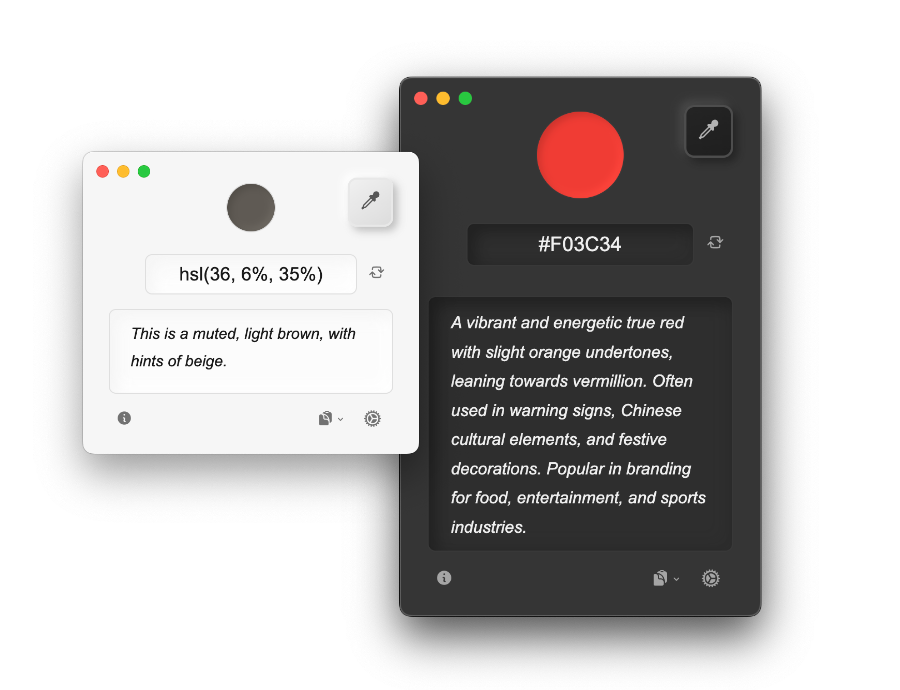 hsl(36, 6%, 35%)
This is a muted, light brown, with
hints of beige.
#F03C34
A vibrant and energetic true red
with slight orange undertones,
leaning towards vermillion. Often
used in warning signs, Chinese
cultural elements, and festive
decorations. Popular in branding
for food, entertainment, and sports
industries.